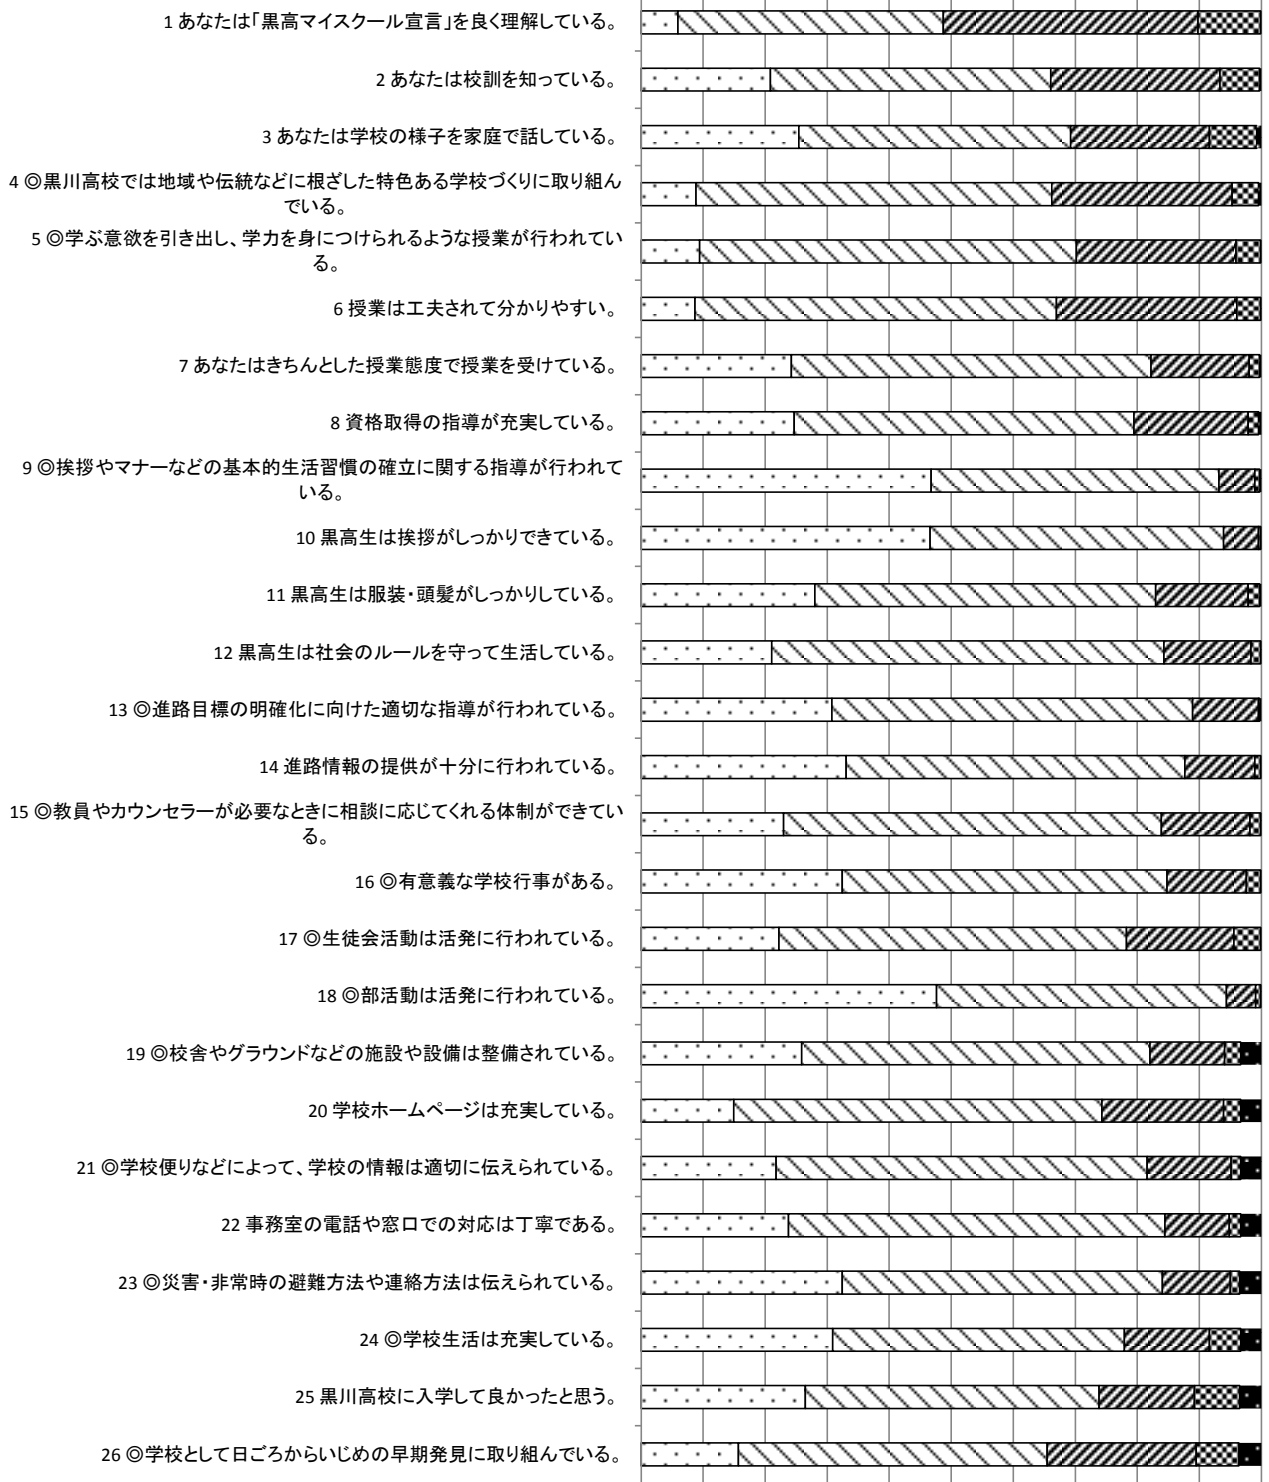 1 あなたは「黒高マイスクール宣言」を良く理解している。
2 あなたは校訓を知っている。
3 あなたは学校の様子を家庭で話している。
4 ◎黒川高校では地域や伝統などに根ざした特色ある学校づくりに取り組ん
でいる。
5 ◎学ぶ意欲を引き出し、学力を身につけられるような授業が行われてい
る。
6 授業は工夫されて分かりやすい。
7 あなたはきちんとした授業態度で授業を受けている。
8 資格取得の指導が充実している。
9 ◎挨拶やマナーなどの基本的生活習慣の確立に関する指導が行われて
いる。
10 黒高生は挨拶がしっかりできている。
11 黒高生は服装・頭髪がしっかりしている。
12 黒高生は社会のルールを守って生活している。
13 ◎進路目標の明確化に向けた適切な指導が行われている。
14 進路情報の提供が十分に行われている。
15 ◎教員やカウンセラーが必要なときに相談に応じてくれる体制ができてい
る。
16 ◎有意義な学校行事がある。
17 ◎生徒会活動は活発に行われている。
18 ◎部活動は活発に行われている。
19 ◎校舎やグラウンドなどの施設や設備は整備されている。
20 学校ホームページは充実している。
21 ◎学校便りなどによって、学校の情報は適切に伝えられている。
22 事務室の電話や窓口での対応は丁寧である。
23 ◎災害・非常時の避難方法や連絡方法は伝えられている。
24 ◎学校生活は充実している。
25 黒川高校に入学して良かったと思う。
26 ◎学校として日ごろからいじめの早期発見に取り組んでいる。